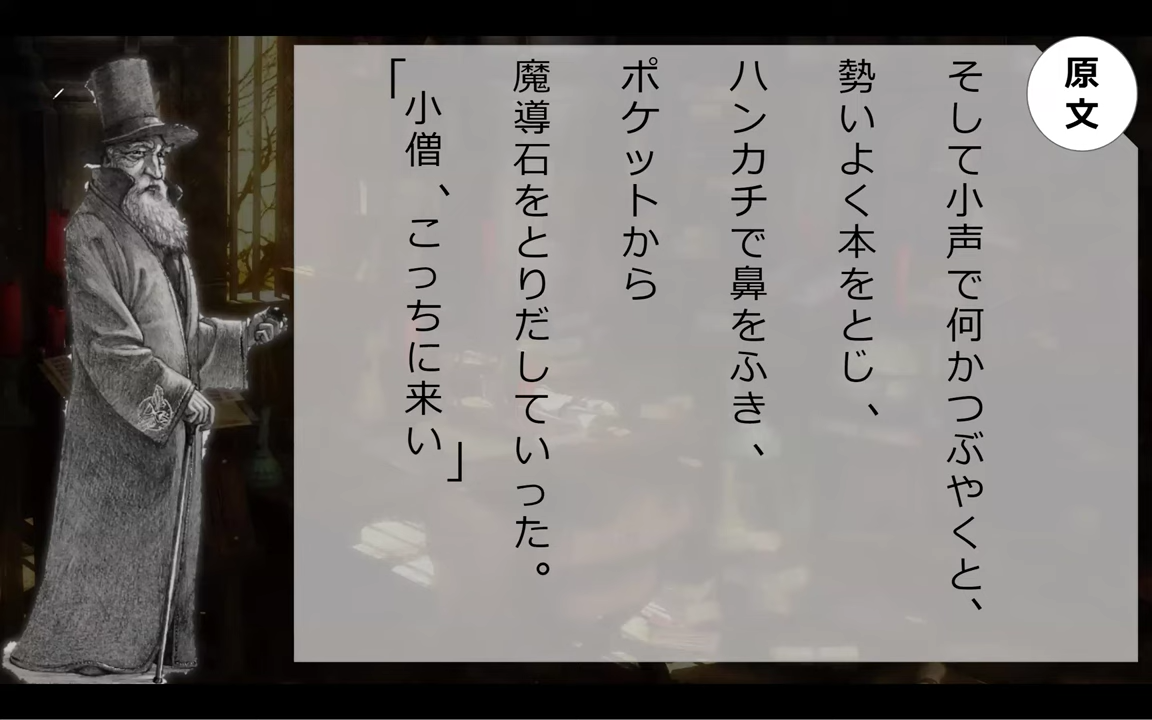 原文
そして小声で何かつぶやくと、
勢いよく本をとじ、
ハンカチで鼻をふき、
ポケットから
魔導石をとりだしていった。
「小僧、こっちに来い」